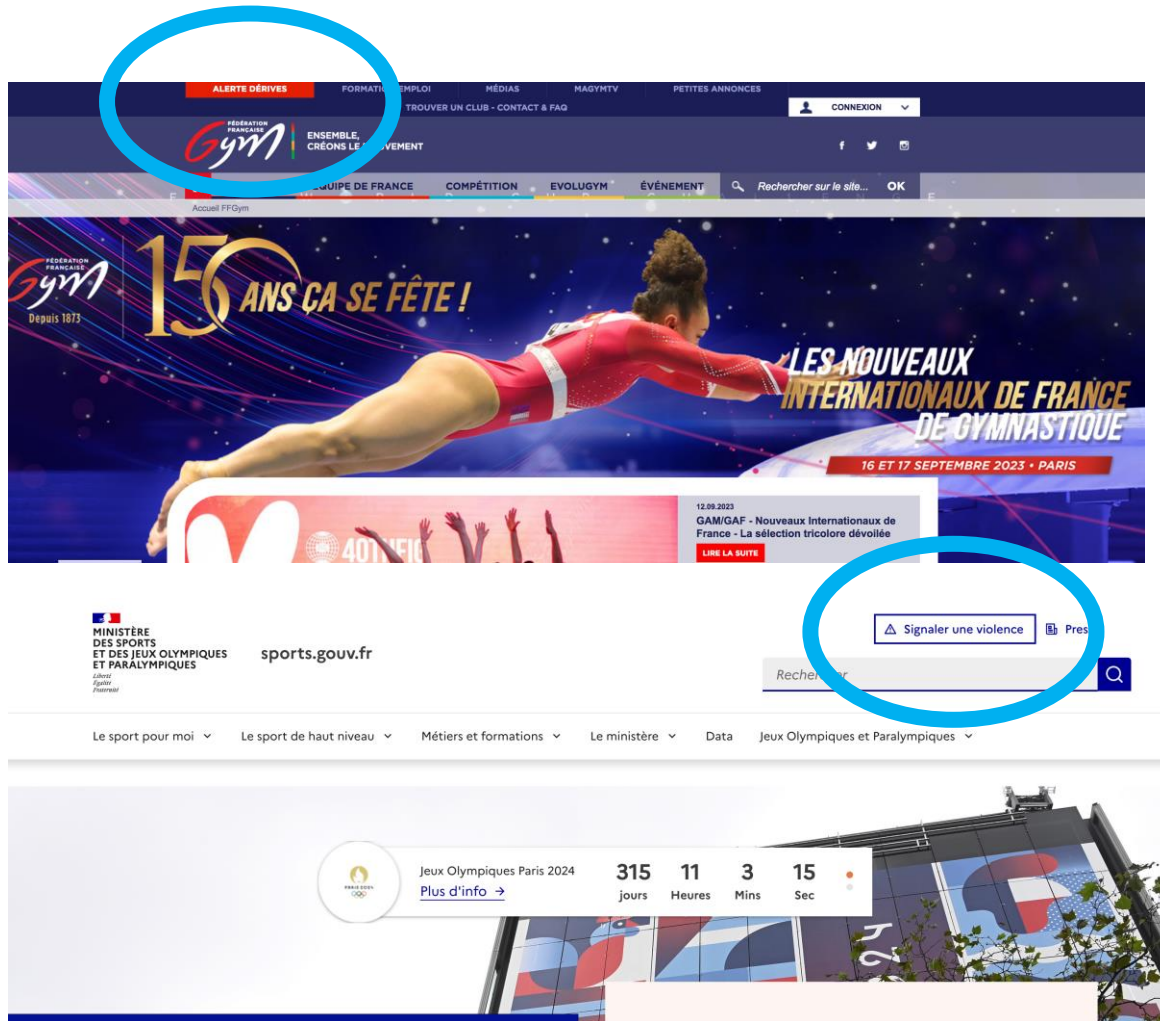 ALERTE DÉRIVES
MÉDIAS
MAGYMTV
PETITES ANNONCES
TROUVER UN CLUB - CONTACT & FAQ
CONNEXION
FÉDÉRATION
FRANÇAISE
Gym
ENSEMBLE,
ÉQUIPE DE FRANCE
COMPÉTITION
EVOLUGYM
ÉVÉNEMENT
Rechercher sur le site...
OK
Accueil FFGym
FÉDÉRATION
FRANÇAISE
Gym
Depuis 1873
150 ANS ÇA SE FÊTE !
LES NOUVEAUX
INTERNATIONAUX DE FRANCE
DE GYMNASTIQUE
16 ET 17 SEPTEMBRE 2023 • PARIS
12.09.2023
GAM/GAF - Nouveaux Internationaux de
France - La sélection tricolore dévoilée
LIRE LA SUITE
MINISTÈRE
DES SPORTS
ET DES JEUX OLYMPIQUES
ET PARALYMPIQUES
Liberté
Égalité
Fraternité
sports.gouv.fr
Signaler une violence
Le sport pour moi
Le sport de haut niveau
Métiers et formations
Le ministère
Data
Jeux Olympiques et Paralympiques
PARIS 2024
Jeux Olympiques Paris 2024
Plus d'info →
315 11 3 15
jours Heures Mins Sec